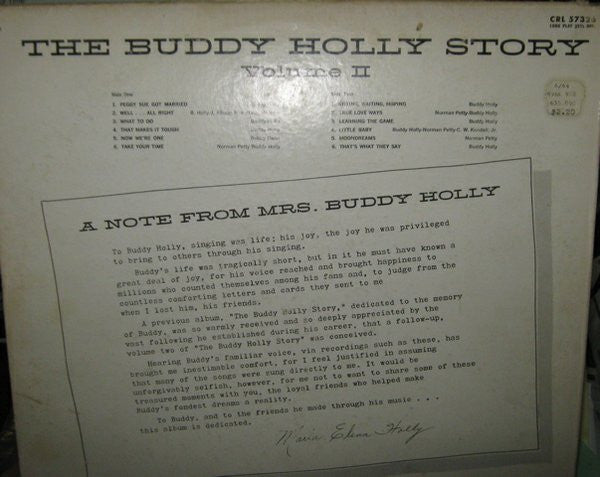 CRL 57326
THE BUDDY HOLLY STORY
Volume II
Side One
1. PEGGY SUE GOT MARRIED
2. WELL . . . ALL RIGHT
3. WHAT TO DO
4. THAT MAKES IT TOUGH
5. NOW WE'RE ONE
6. TAKE YOUR TIME Norman Petty-Buddy Holly
Side Two
1. CRYING, WAITING, HOPING Buddy Holly
2. TRUE LOVE WAYS Norman Petty-Buddy Holly
3. LEARNING THE GAME Buddy Holly
4. LITTLE BABY Buddy Holly-Norman Petty-C. W. Kendall, Jr.
5. MOONDREAMS Norman Petty
6. THAT'S WHAT THEY SAY Buddy Holly
$2.20
A NOTE FROM MRS. BUDDY HOLLY
To Buddy Holly, singing was life; his joy, the joy he was privileged
to bring to others through his singing.
Buddy's life was tragically short, but in it he must have known a
great deal of joy, for his voice reached and brought happiness to
millions who counted themselves among his fans and, to judge from the
countless comforting letters and cards they sent to me
when I lost him, his friends.
A previous album, "The Buddy Holly Story," dedicated to the memory
of Buddy, was so warmly received and so deeply appreciated by the
vast following he established during his career, that a follow-up,
volume two of "The Buddy Holly Story" was conceived.
Hearing Buddy's familiar voice, via recordings such as these, has
brought me inestimable comfort, for I feel justified in assuming
that many of the songs were sung directly to me. It would be
unforgivably selfish, however, for me not to want to share some of these
treasured moments with you, the loyal friends who helped make
Buddy's fondest dreams a reality.
To Buddy, and to the friends he made through his music . . .
this album is dedicated.
Maria Elena Holly